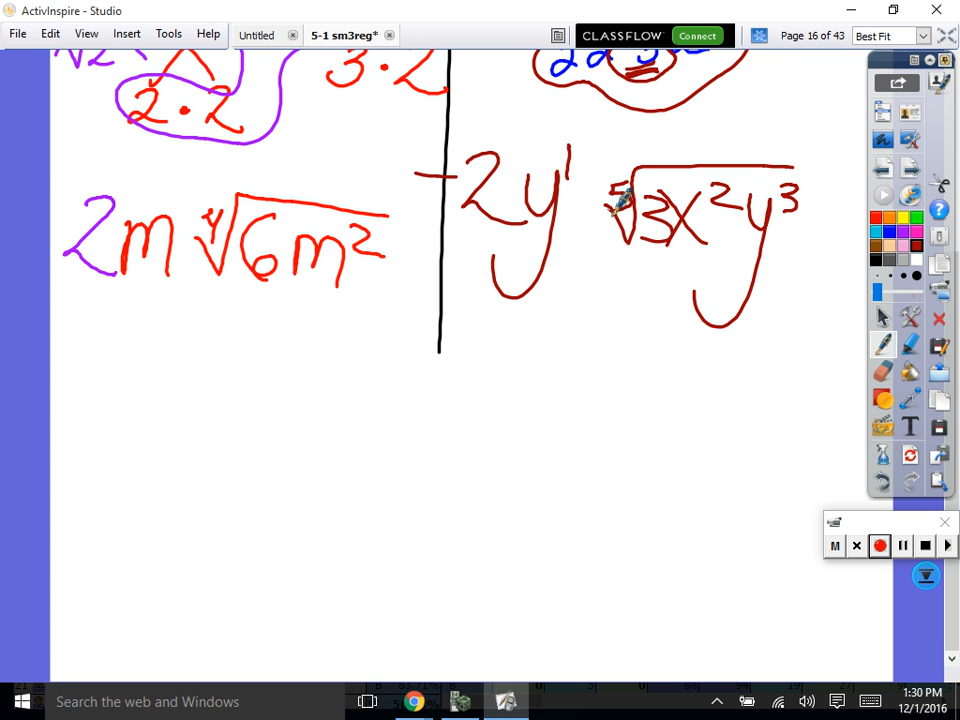 ActivInspire - Studio
File Edit View Insert Tools Help Untitled 5-1 sm3reg* CLASSFLOW Connect Page 16 of 43 Best Fit
3 · 2
2 · 2
2m ∜6m²
-2y¹ ⁵√3x²y³
T
M
Search the web and Windows
1:30 PM
12/1/2016